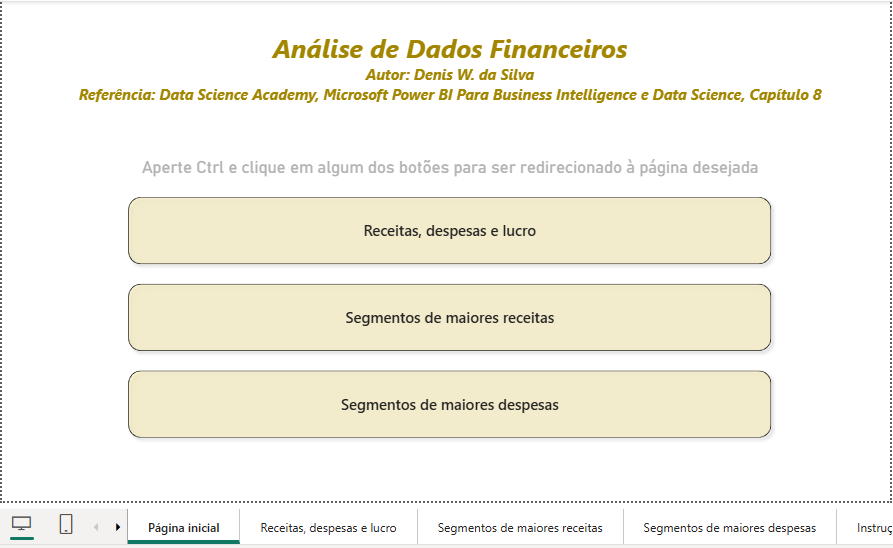 Análise de Dados Financeiros
Autor: Denis W. da Silva
Referência: Data Science Academy, Microsoft Power BI Para Business Intelligence e Data Science, Capítulo 8
Aperte Ctrl e clique em algum dos botões para ser redirecionado à página desejada
Receitas, despesas e lucro
Segmentos de maiores receitas
Segmentos de maiores despesas
Página inicial Receitas, despesas e lucro Segmentos de maiores receitas Segmentos de maiores despesas